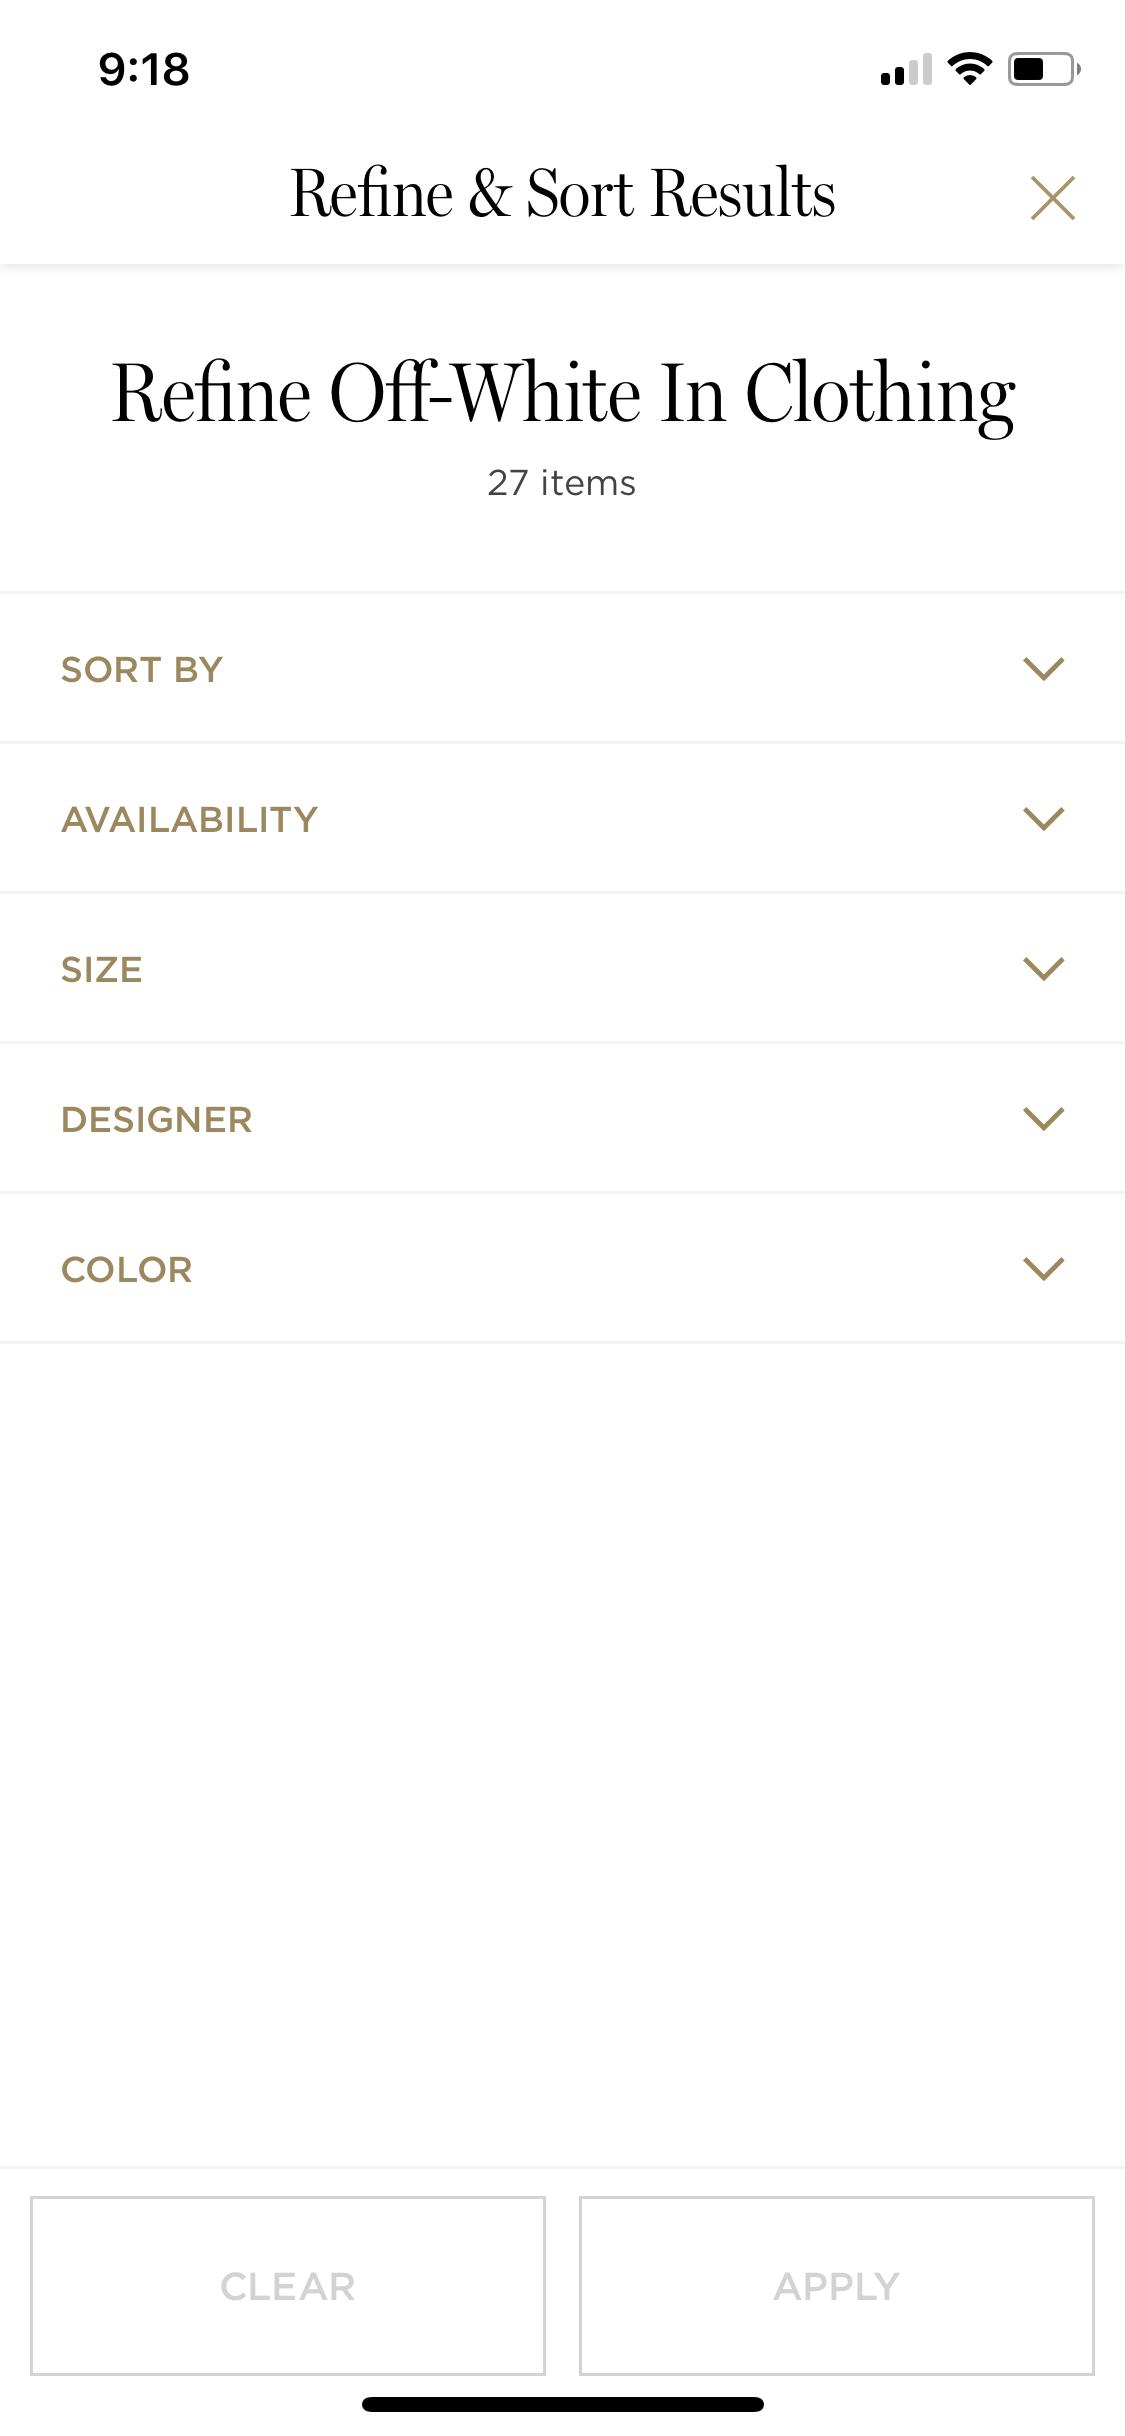 9:18
Refine & Sort Results
Refine Off-White In Clothing
27 items
SORT BY
AVAILABILITY
SIZE
DESIGNER
COLOR
CLEAR
APPLY